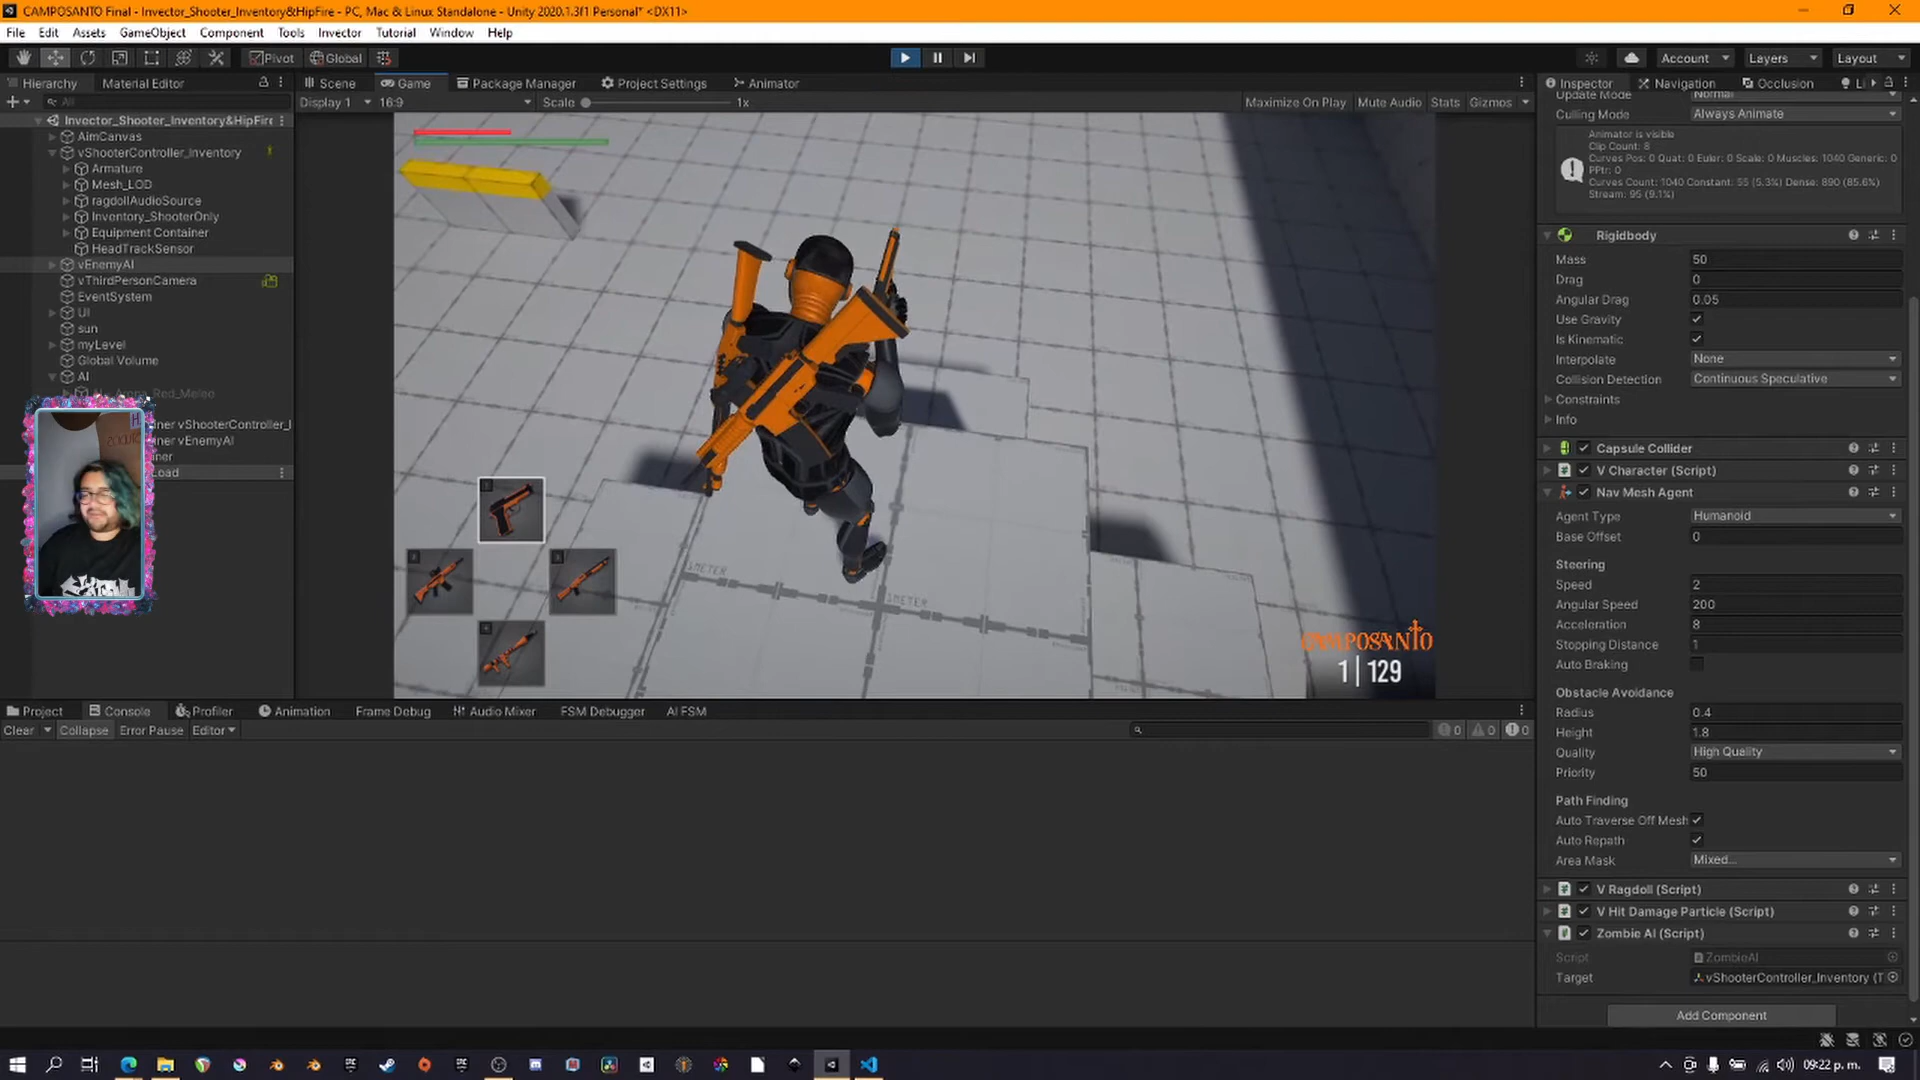 CAMPOSANTO Final - Invector_Shooter_Inventory&HipFire - PC, Mac & Linux Standalone - Unity 2020.1.3f1 Personal* <DX11>
File Edit Assets GameObject Component Tools Invector Tutorial Window Help
Pivot Global Account Layers Layout
Hierarchy Material Editor Scene Game Package Manager Project Settings Animator Inspector Navigation Occlusion
All Display 1 16:9 Scale 1x Maximize On Play Mute Audio Stats Gizmos
Update Mode Normal
Culling Mode Always Animate
Animator is visible
Clip Count: 8
Curves Pos: 0 Quat: 0 Euler: 0 Scale: 0 Muscles: 1040 Generic: 0
PPtr: 0
Curves Count: 1040 Constant: 55 (5.3%) Dense: 890 (85.6%)
Stream: 95 (9.1%)
Invector_Shooter_Inventory&HipFire
AimCanvas
vShooterController_Inventory
Armature
Mesh_LOD
ragdollAudioSource
Inventory_ShooterOnly
Equipment Container
HeadTrackSensor
vEnemyAI
vThirdPersonCamera
EventSystem
UI
sun
myLevel
Global Volume
AI
iner vShooterController_I
iner vEnemyAI
iner
Load
1METER
1METER
CAMPOSANTO
1 | 129
Rigidbody
Mass 50
Drag 0
Angular Drag 0.05
Use Gravity
Is Kinematic
Interpolate None
Collision Detection Continuous Speculative
Constraints
Info
Capsule Collider
V Character (Script)
Nav Mesh Agent
Agent Type Humanoid
Base Offset 0
Steering
Speed 2
Angular Speed 200
Acceleration 8
Stopping Distance 1
Auto Braking
Obstacle Avoidance
Radius 0.4
Height 1.8
Quality High Quality
Priority 50
Path Finding
Auto Traverse Off Mesh
Auto Repath
Area Mask Mixed...
V Ragdoll (Script)
V Hit Damage Particle (Script)
Zombie AI (Script)
Script ZombieAI
Target vShooterController_Inventory (T
Add Component
Project Console Profiler Animation Frame Debug Audio Mixer FSM Debugger AI FSM
Clear Collapse Error Pause Editor 0 0 0
09:22 p. m.